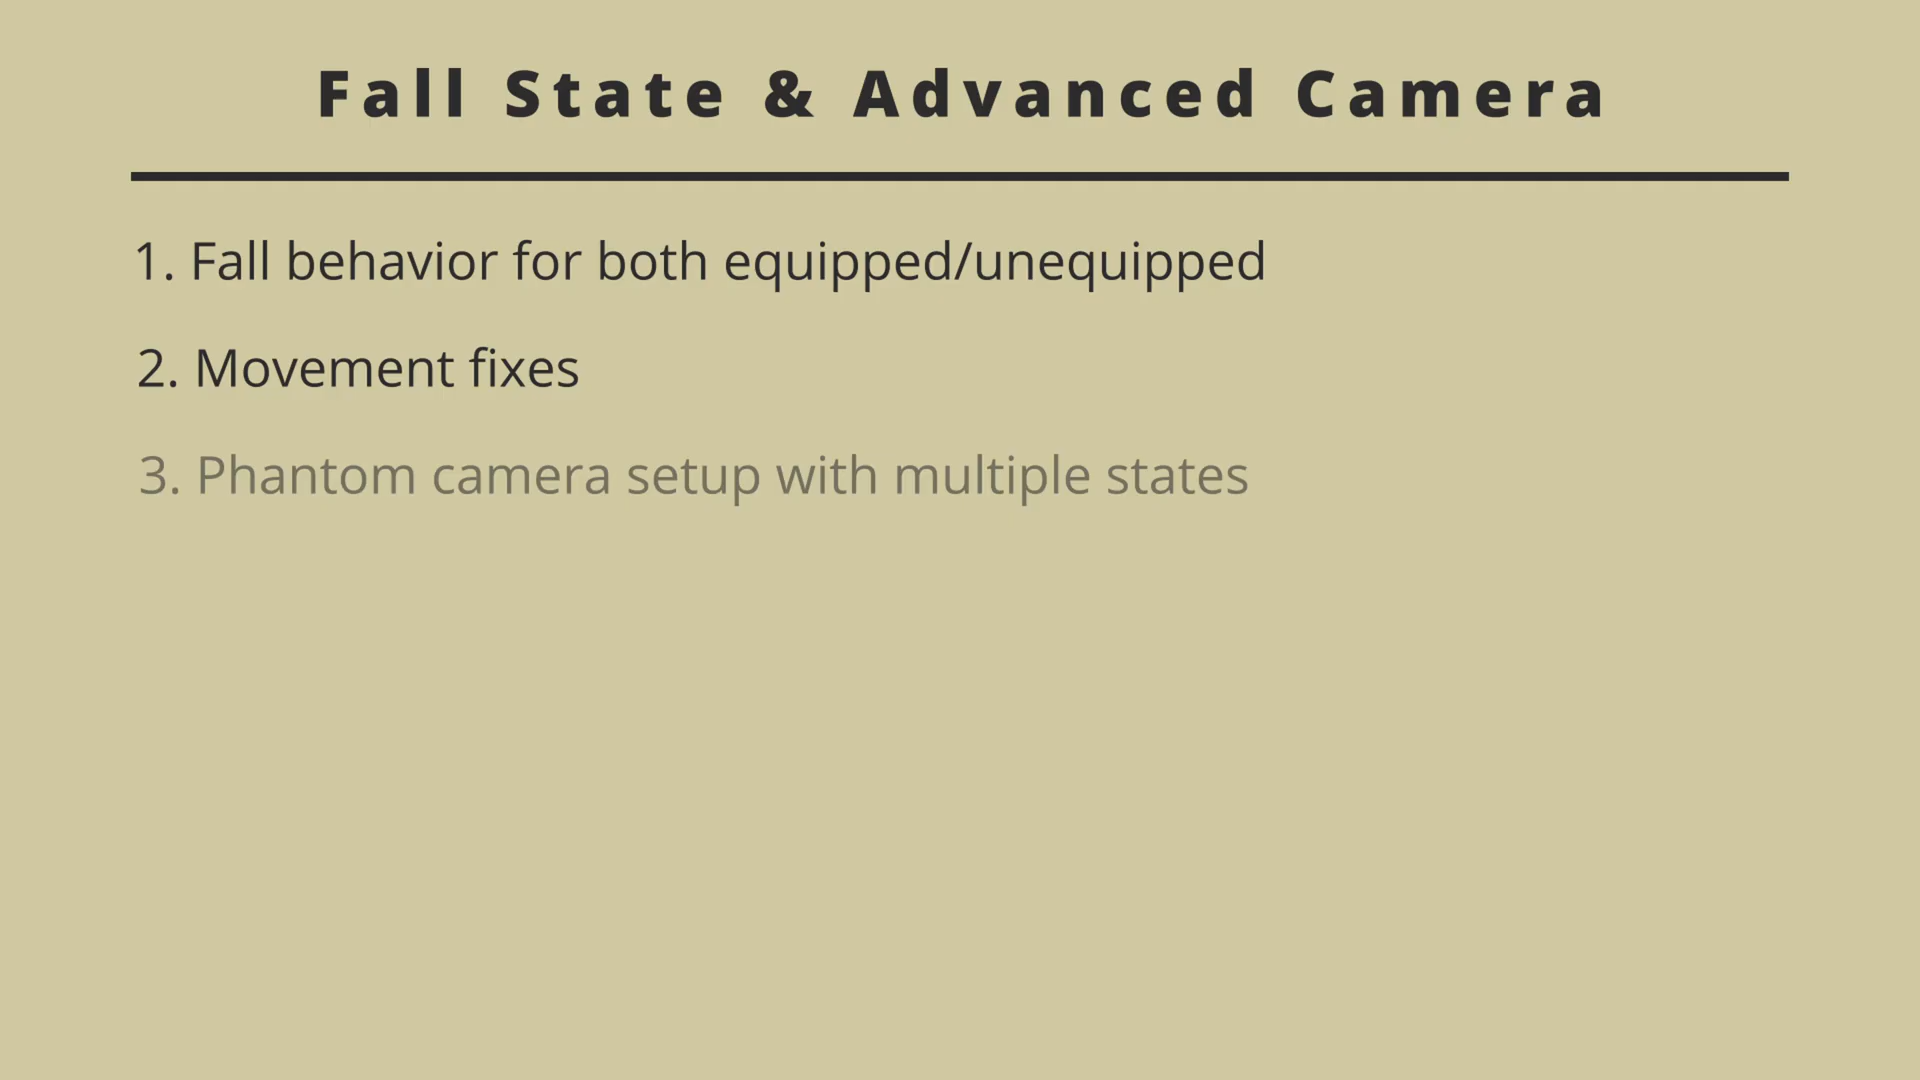 Fall State & Advanced Camera
1. Fall behavior for both equipped/unequipped
2. Movement fixes
3. Phantom camera setup with multiple states